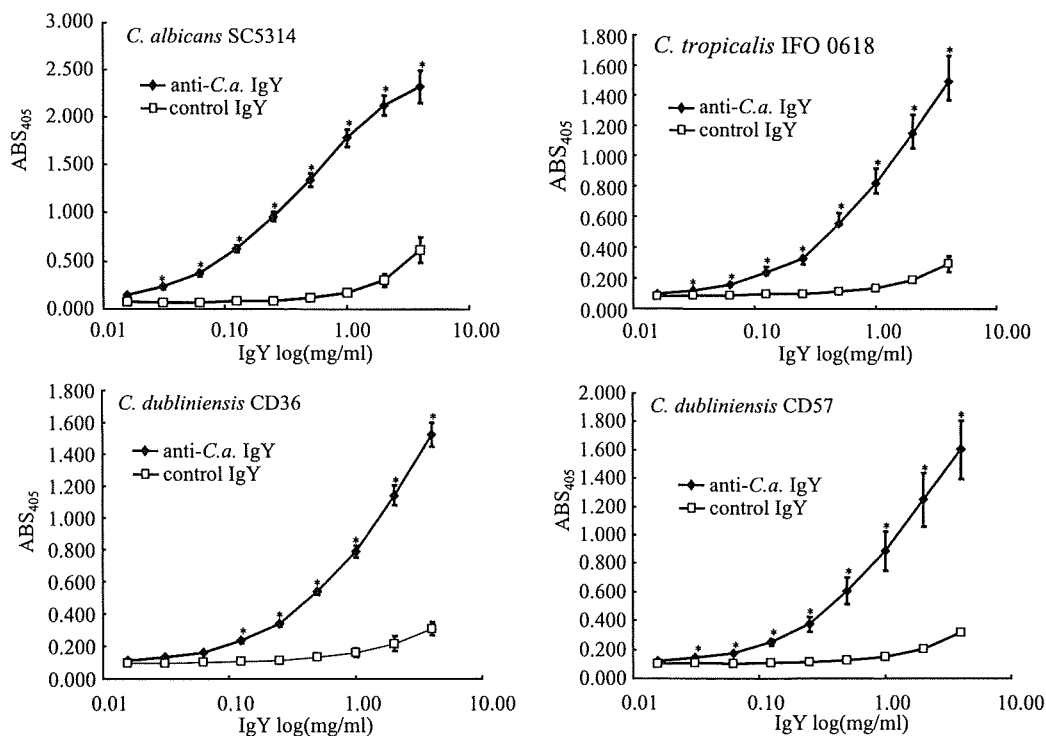 C. albicans SC5314
anti-C.a. IgY
control IgY
ABS405
3.000
2.500
2.000
1.500
1.000
0.500
0.000
0.01
0.10
1.00
10.00
IgY log(mg/ml)
* * * * * * * * *
C. tropicalis IFO 0618
anti-C.a. IgY
control IgY
ABS405
1.800
1.600
1.400
1.200
1.000
0.800
0.600
0.400
0.200
0.000
0.01
0.10
1.00
10.00
IgY log(mg/ml)
* * * * * * * *
C. dubliniensis CD36
anti-C.a. IgY
control IgY
ABS405
1.800
1.600
1.400
1.200
1.000
0.800
0.600
0.400
0.200
0.000
0.01
0.10
1.00
10.00
IgY log(mg/ml)
* * * * * *
C. dubliniensis CD57
anti-C.a. IgY
control IgY
ABS405
2.000
1.800
1.600
1.400
1.200
1.000
0.800
0.600
0.400
0.200
0.000
0.01
0.10
1.00
10.00
IgY log(mg/ml)
* * * * * * * *